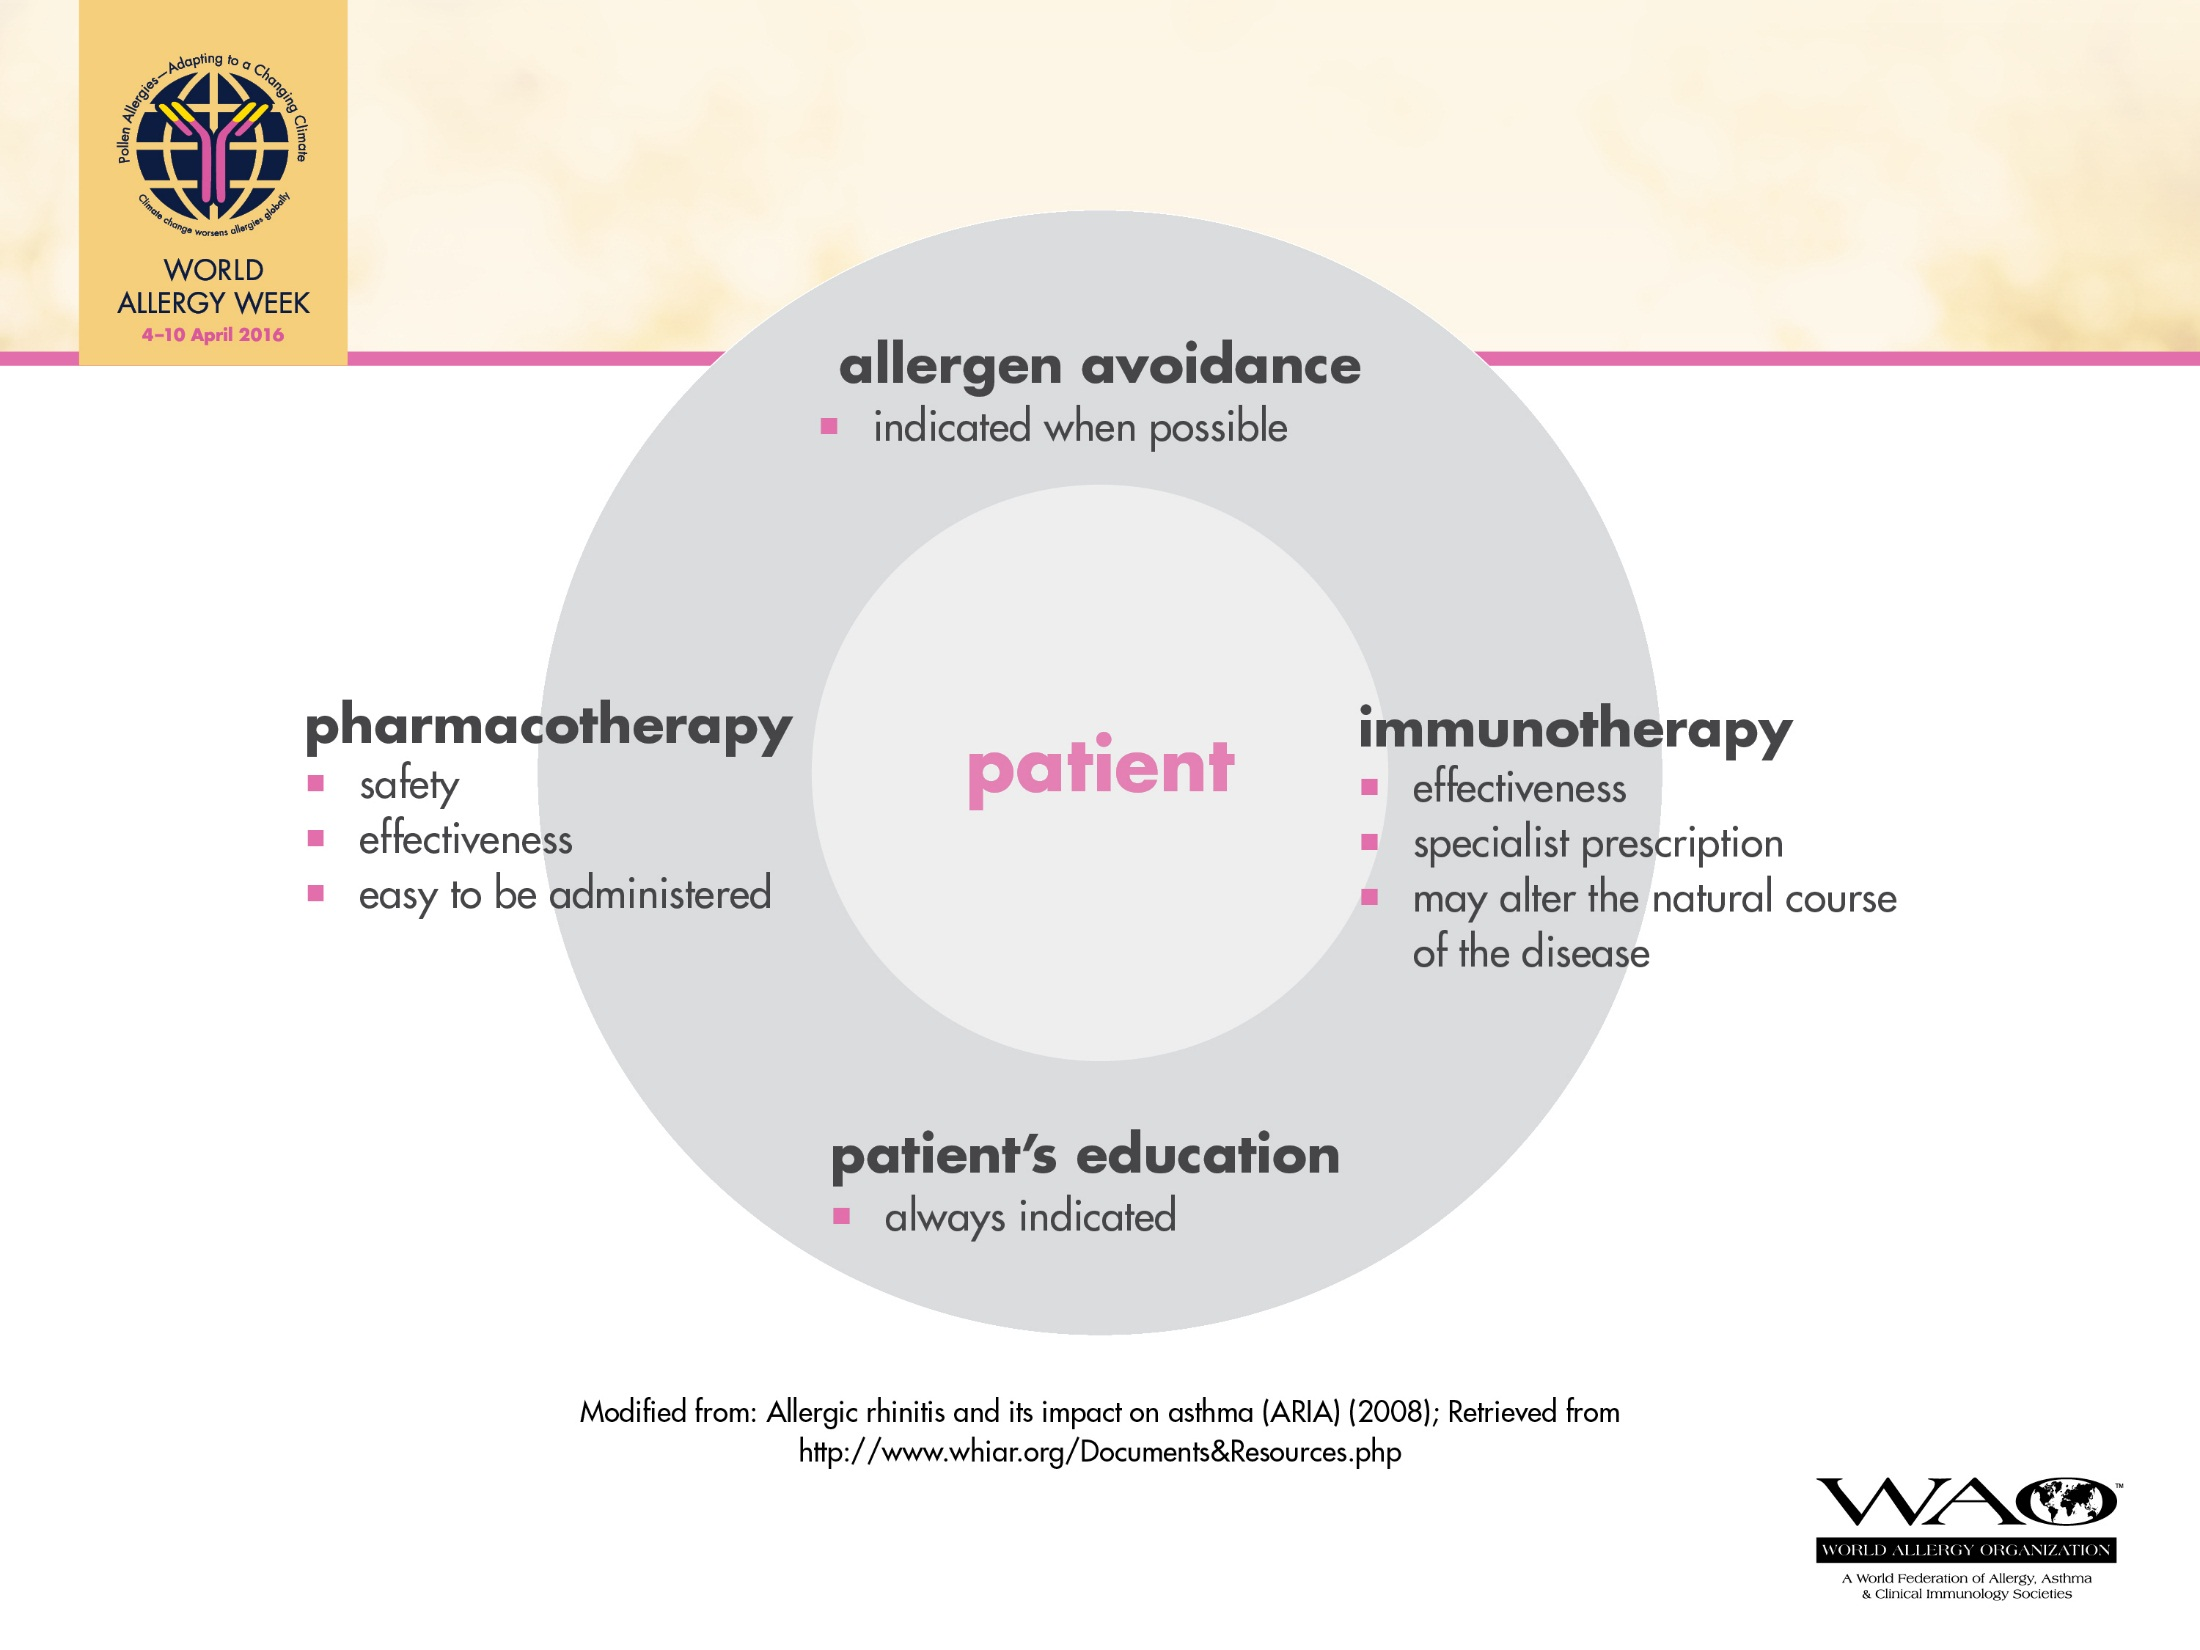 Pollen Allergies—Adapting to a Changing Climate
Climate change worsens allergies globally
WORLD
ALLERGY WEEK
4–10 April 2016
allergen avoidance
■ indicated when possible
pharmacotherapy
■ safety
■ effectiveness
■ easy to be administered
patient
immunotherapy
■ effectiveness
■ specialist prescription
■ may alter the natural course
of the disease
patient’s education
■ always indicated
Modified from: Allergic rhinitis and its impact on asthma (ARIA) (2008); Retrieved from
http://www.whiar.org/Documents&Resources.php
WAO™
WORLD ALLERGY ORGANIZATION
A World Federation of Allergy, Asthma
& Clinical Immunology Societies